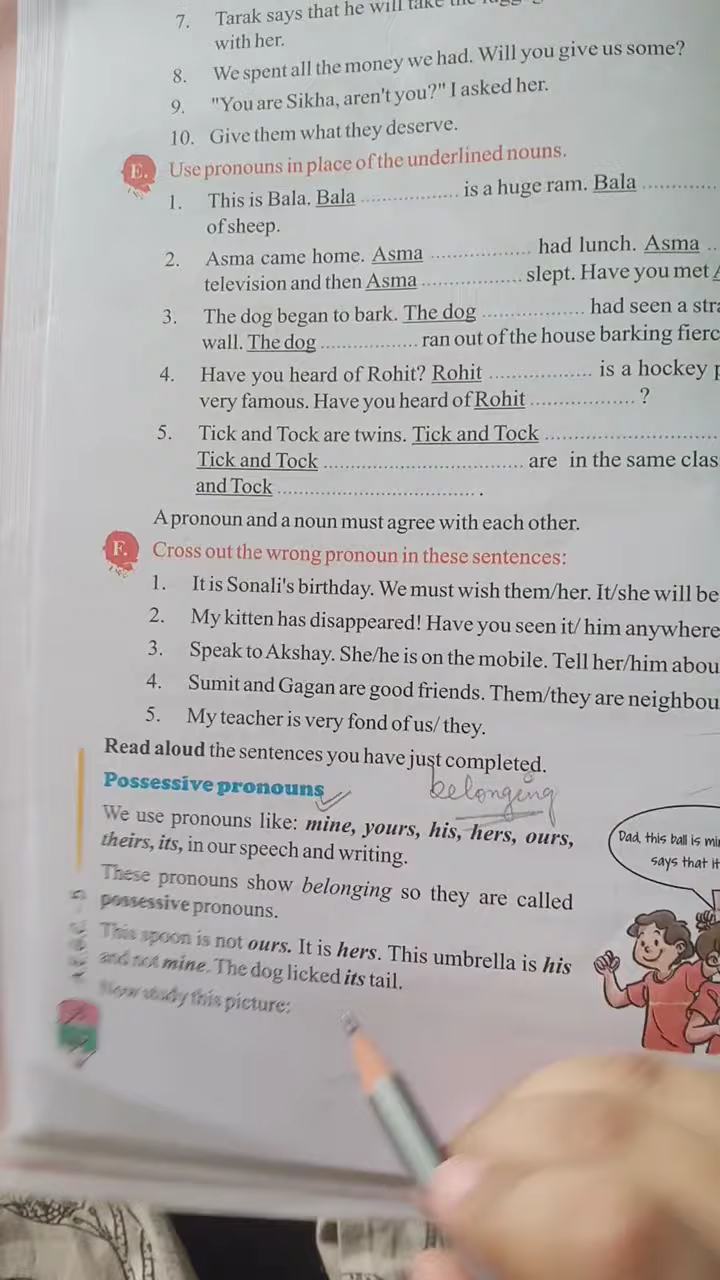 7. Tarak says that he will take the
with her.
8. We spent all the money we had. Will you give us some?
9. "You are Sikha, aren't you?" I asked her.
10. Give them what they deserve.
E. Use pronouns in place of the underlined nouns.
1. This is Bala. Bala .................. is a huge ram. Bala ..............
of sheep.
2. Asma came home. Asma .................. had lunch. Asma ..
television and then Asma .................. slept. Have you met
3. The dog began to bark. The dog .................. had seen a
wall. The dog .................. ran out of the house barking
4. Have you heard of Rohit? Rohit .................. is a hockey
very famous. Have you heard of Rohit .................. ?
5. Tick and Tock are twins. Tick and Tock ..............................
Tick and Tock .................................... are in the same
and Tock .................................... .
A pronoun and a noun must agree with each other.
F. Cross out the wrong pronoun in these sentences:
1. It is Sonali's birthday. We must wish them/her. It/she will be
2. My kitten has disappeared! Have you seen it/ him anywhere
3. Speak to Akshay. She/he is on the mobile. Tell her/him
4. Sumit and Gagan are good friends. Them/they are
5. My teacher is very fond of us/ they.
Read aloud the sentences you have just completed.
Possessive pronouns
belonging
We use pronouns like: mine, yours, his, hers, ours,
theirs, its, in our speech and writing.
These pronouns show belonging so they are called
possessive pronouns.
This spoon is not ours. It is hers. This umbrella is his
and not mine. The dog licked its tail.
Now study this picture:
Dad, this ball is
says that it